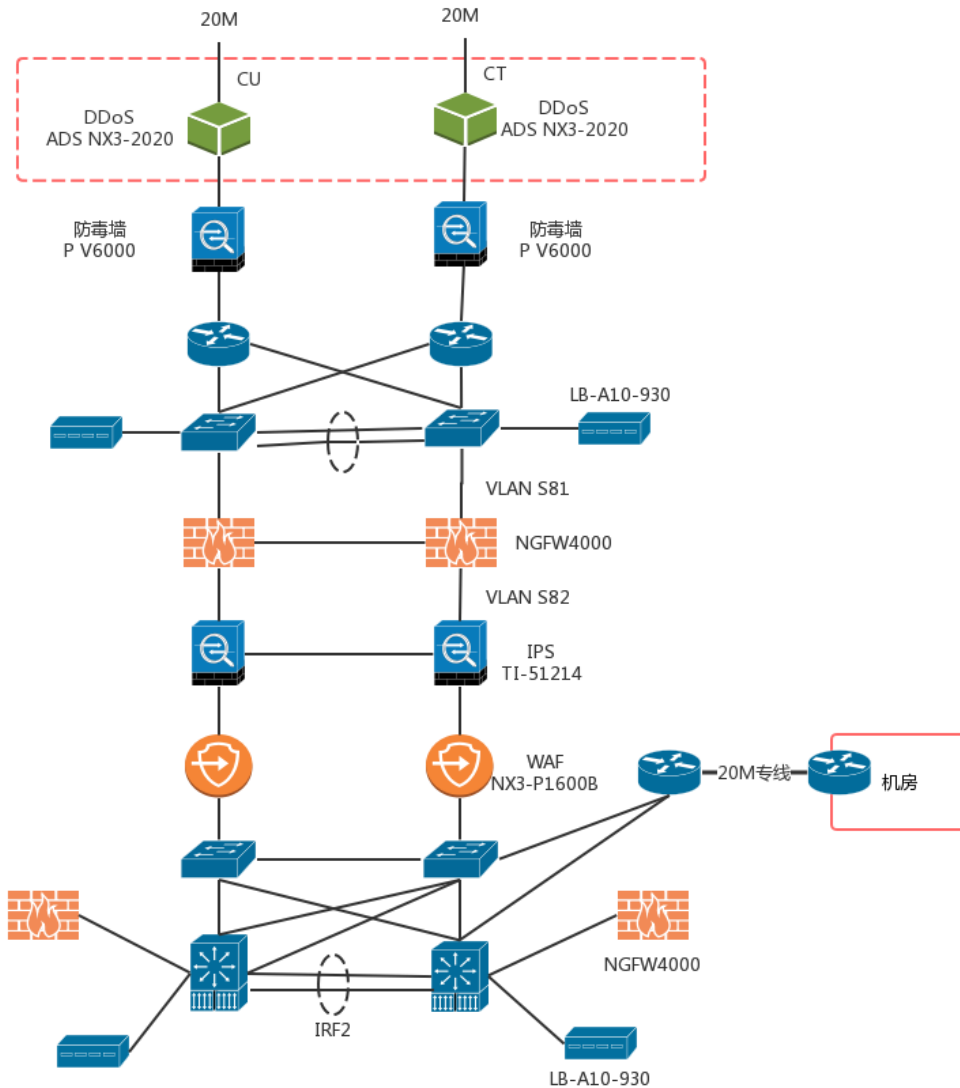 20M
20M
CU
CT
DDoS
ADS NX3-2020
DDoS
ADS NX3-2020
防毒墙
P V6000
防毒墙
P V6000
LB-A10-930
VLAN S81
NGFW4000
VLAN S82
IPS
TI-51214
WAF
NX3-P1600B
20M专线
机房
NGFW4000
IRF2
LB-A10-930